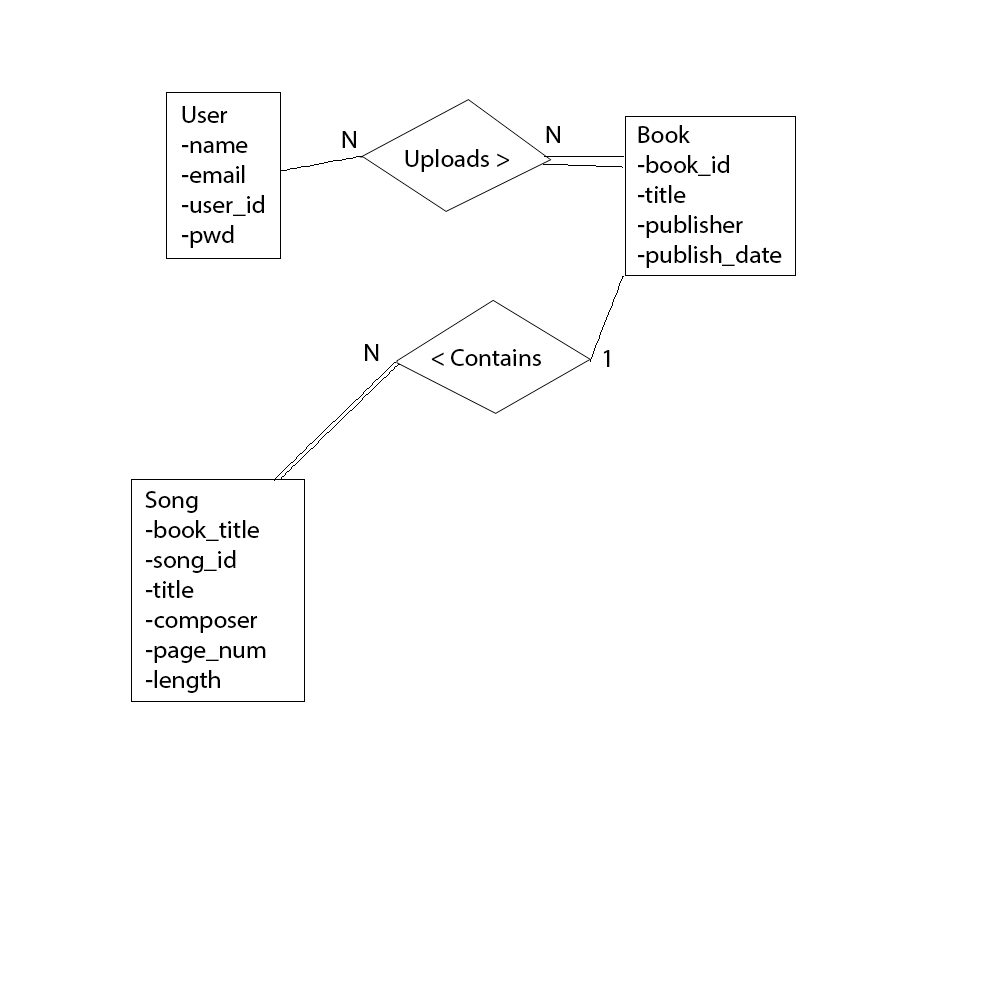 User
-name
-email
-user_id
-pwd
N
Uploads >
N
Book
-book_id
-title
-publisher
-publish_date
N
< Contains
1
Song
-book_title
-song_id
-title
-composer
-page_num
-length